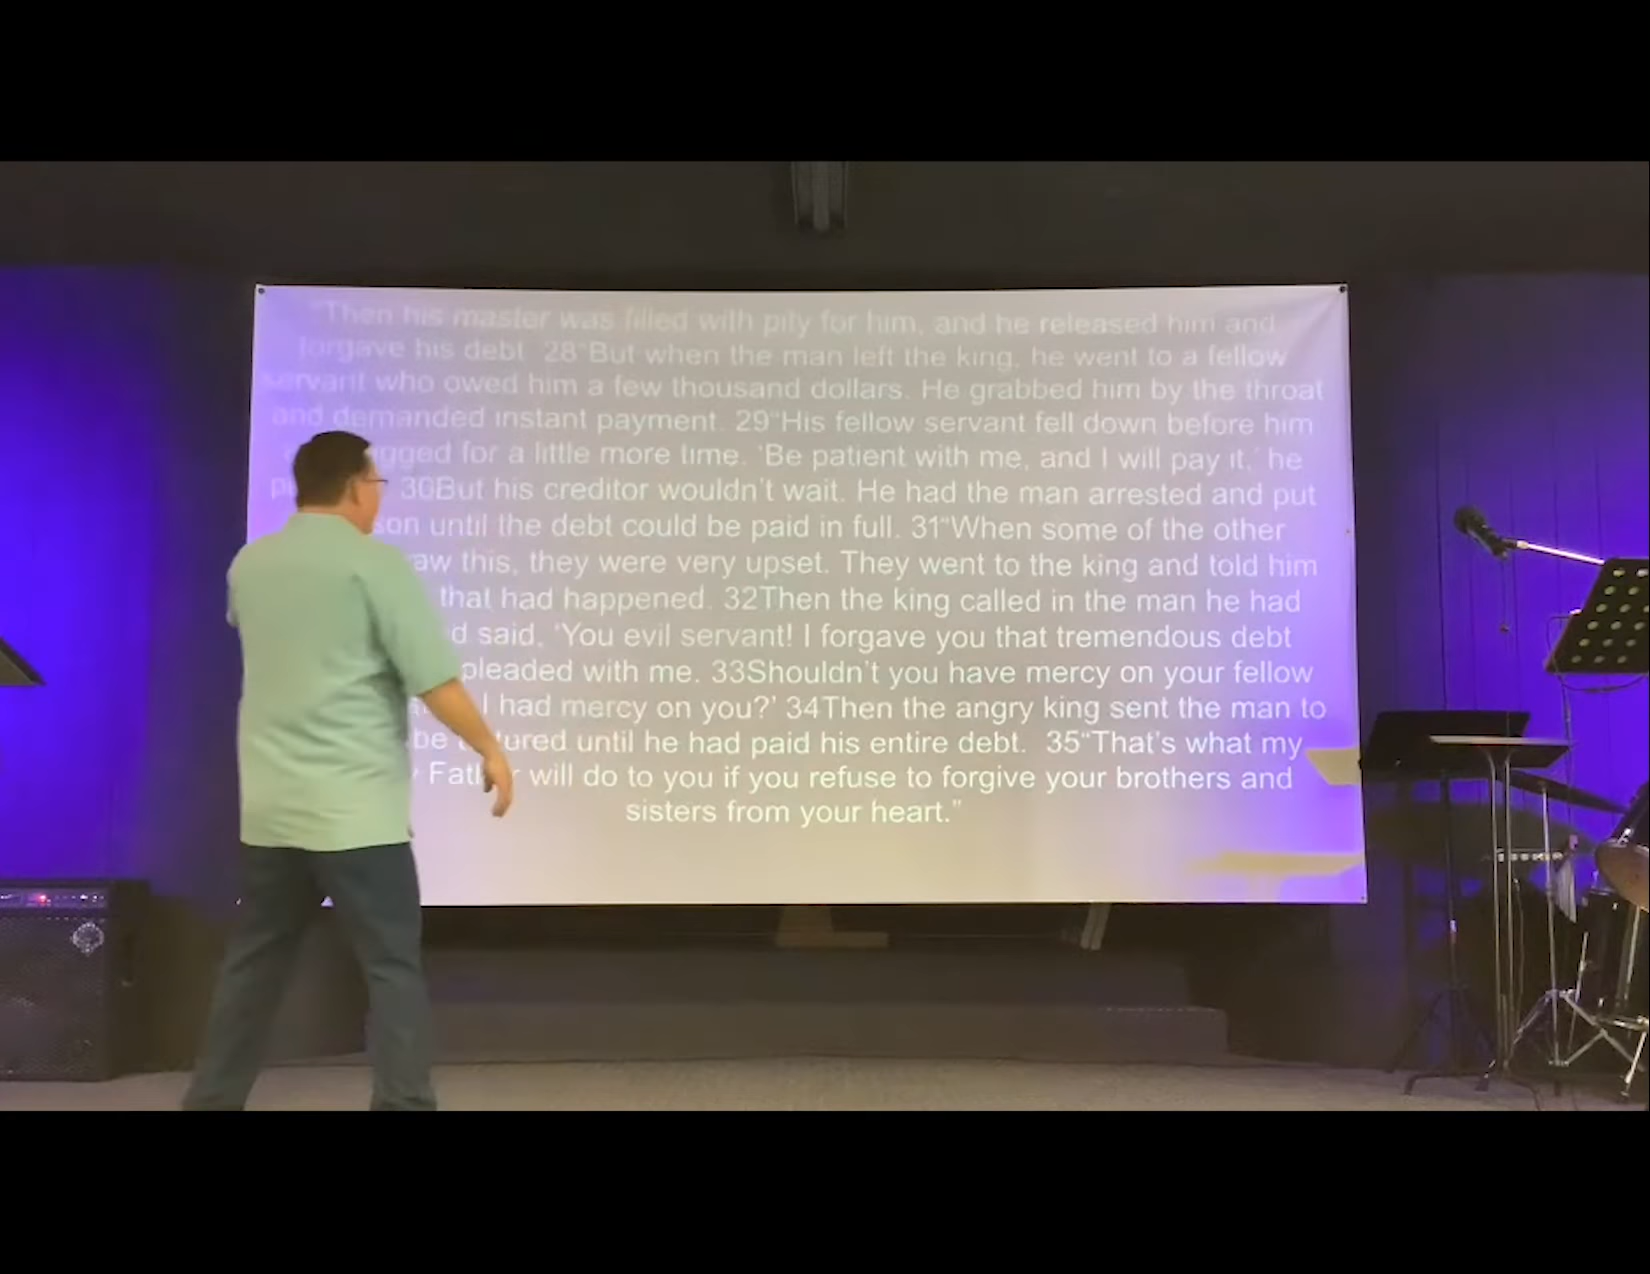 "Then his master was filled with pity for him, and he released him and
forgave his debt. 28"But when the man left the king, he went to a fellow
servant who owed him a few thousand dollars. He grabbed him by the throat
and demanded instant payment. 29"His fellow servant fell down before him
for a little more time. 'Be patient with me, and I will pay it,' he
30But his creditor wouldn't wait. He had the man arrested and put
until the debt could be paid in full. 31"When some of the other
this, they were very upset. They went to the king and told him
that had happened. 32Then the king called in the man he had
said, 'You evil servant! I forgave you that tremendous debt
pleaded with me. 33Shouldn't you have mercy on your fellow
I had mercy on you?' 34Then the angry king sent the man to
be until he had paid his entire debt. 35"That's what my
will do to you if you refuse to forgive your brothers and
sisters from your heart."